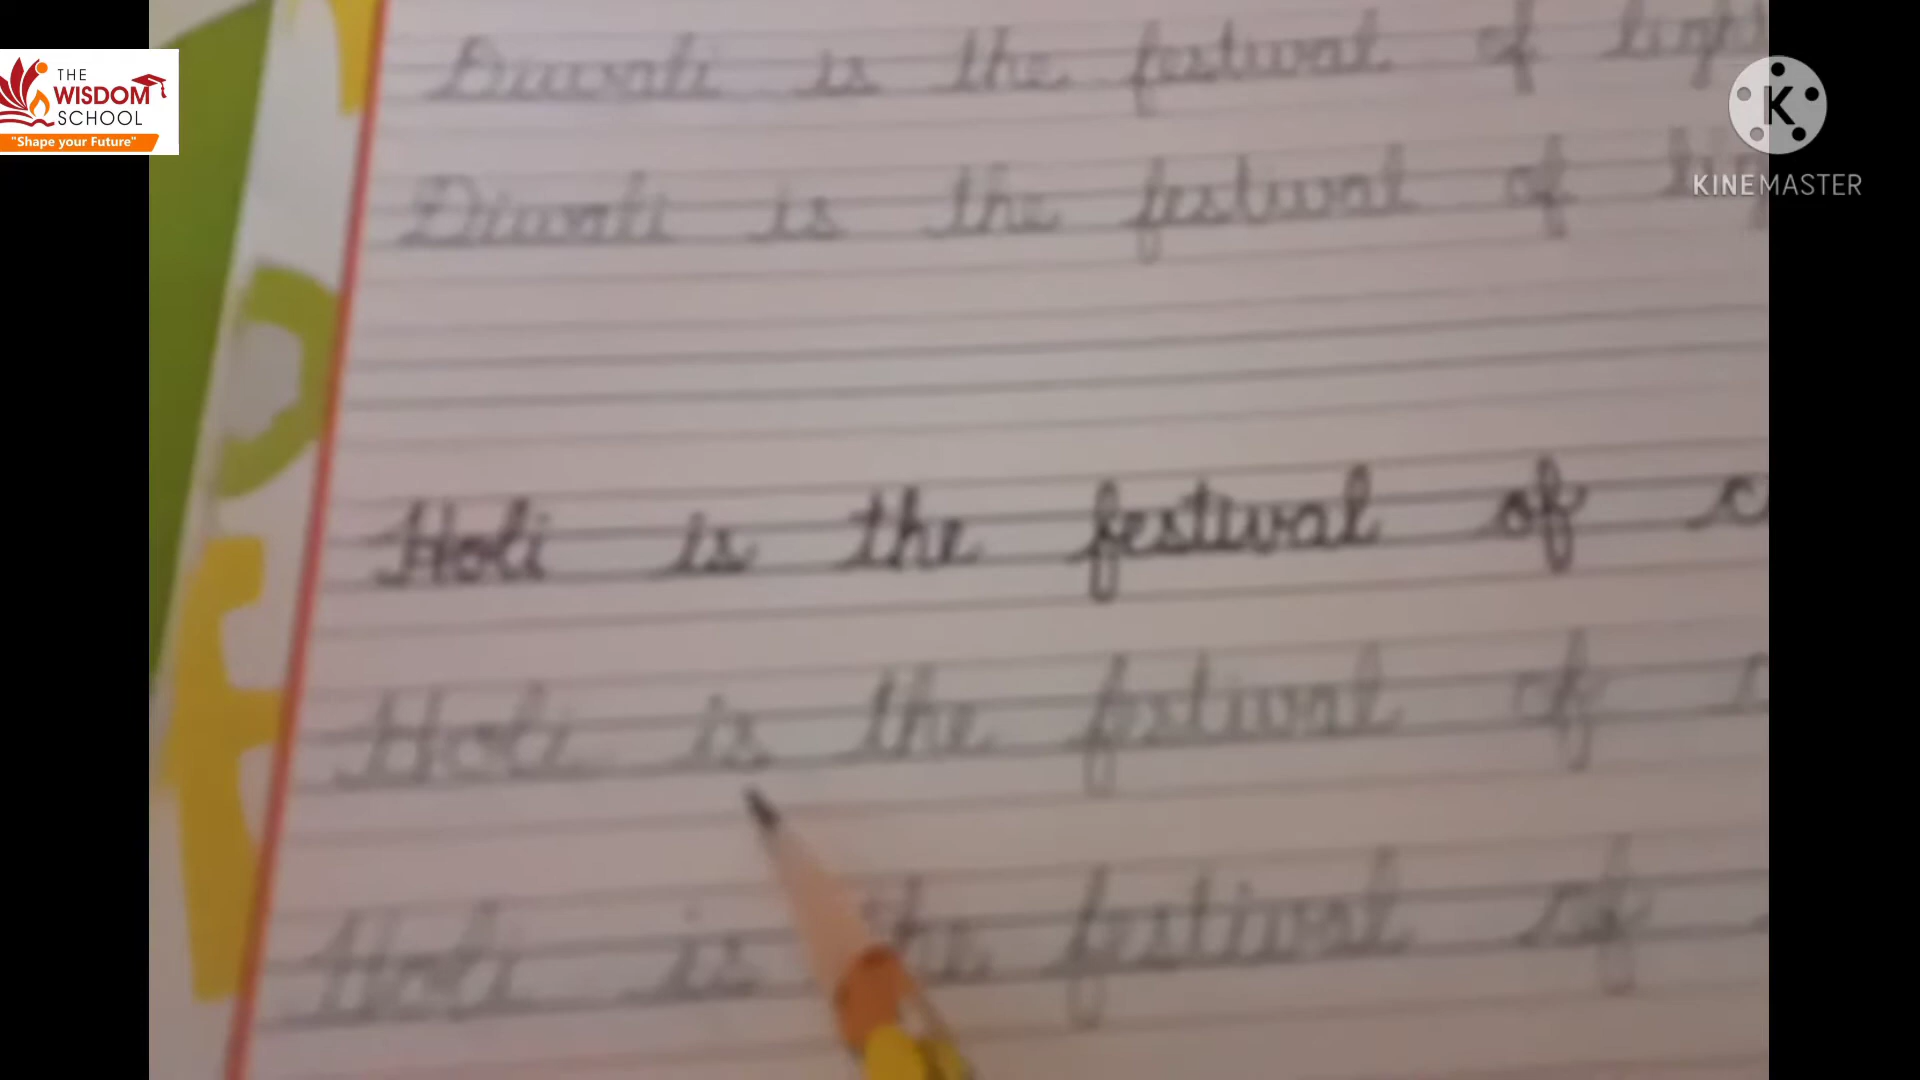 THE
WISDOM
SCHOOL
"Shape your Future"
K
KINEMASTER
Diwali is the festival of
Diwali is the festival of
Holi is the festival of
Holi is the festival of
Holi is the festival of